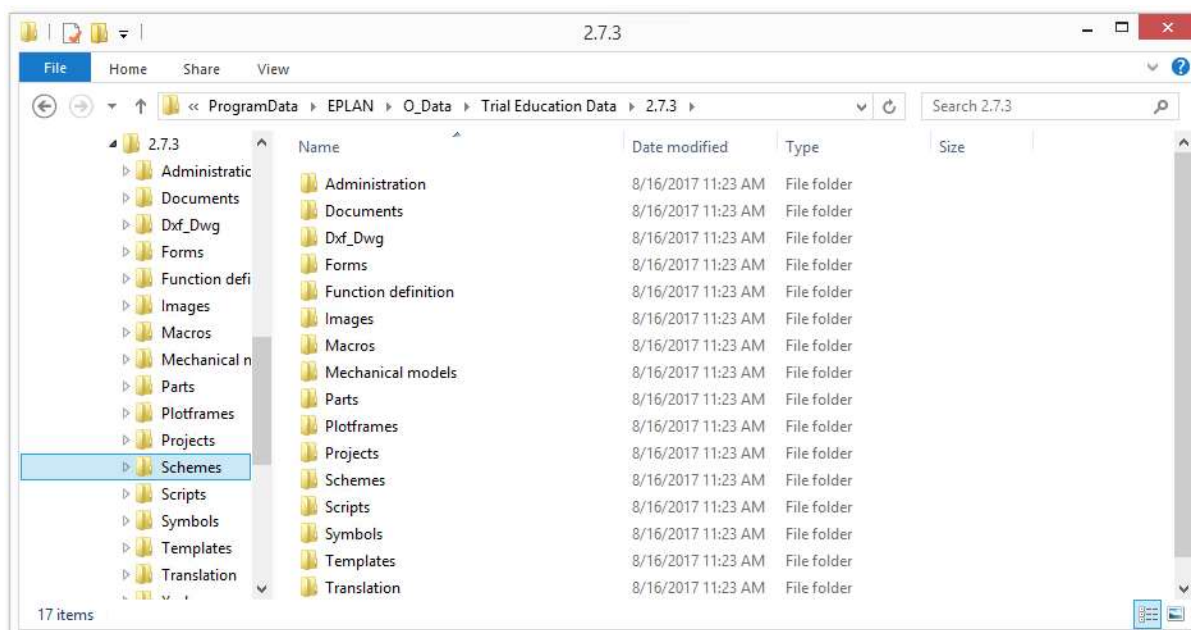 2.7.3
File Home Share View
« ProgramData EPLAN O_Data Trial Education Data 2.7.3 Search 2.7.3
2.7.3
Administratic
Documents
Dxf_Dwg
Forms
Function defi
Images
Macros
Mechanical n
Parts
Plotframes
Projects
Schemes
Scripts
Symbols
Templates
Translation
Name Date modified Type Size
Administration 8/16/2017 11:23 AM File folder
Documents 8/16/2017 11:23 AM File folder
Dxf_Dwg 8/16/2017 11:23 AM File folder
Forms 8/16/2017 11:23 AM File folder
Function definition 8/16/2017 11:23 AM File folder
Images 8/16/2017 11:23 AM File folder
Macros 8/16/2017 11:23 AM File folder
Mechanical models 8/16/2017 11:23 AM File folder
Parts 8/16/2017 11:23 AM File folder
Plotframes 8/16/2017 11:23 AM File folder
Projects 8/16/2017 11:23 AM File folder
Schemes 8/16/2017 11:23 AM File folder
Scripts 8/16/2017 11:23 AM File folder
Symbols 8/16/2017 11:23 AM File folder
Templates 8/16/2017 11:23 AM File folder
Translation 8/16/2017 11:23 AM File folder
17 items